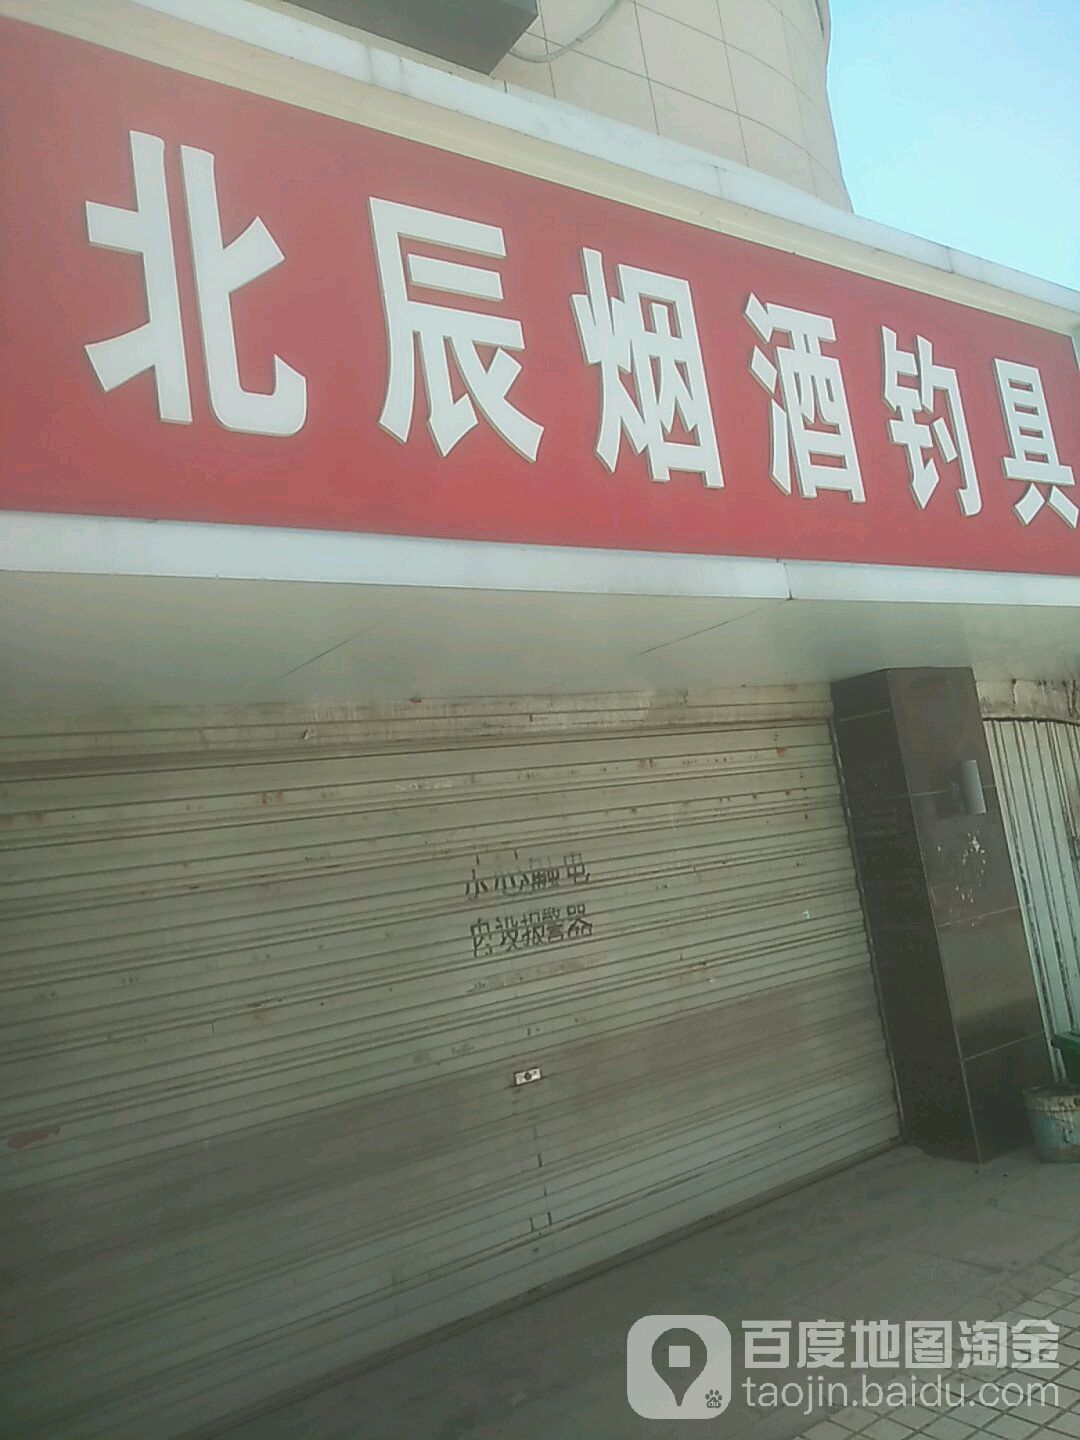 北辰烟酒钓具
小心触电
内设报警器
百度地图淘金
taojin.baidu.com